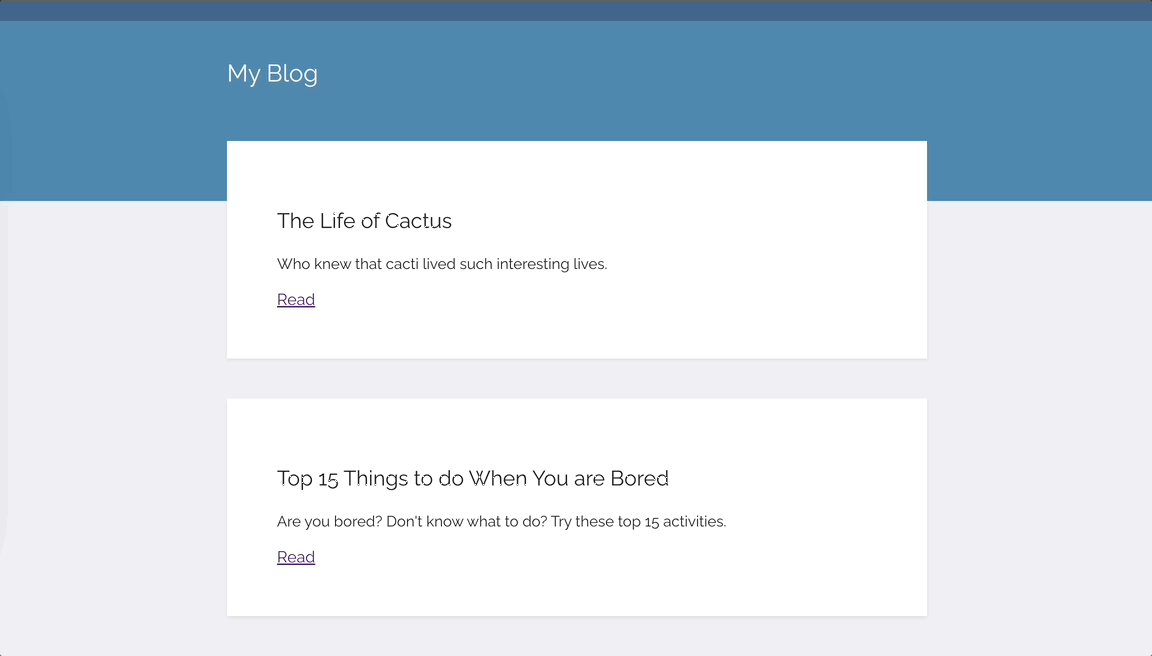 My Blog
The Life of Cactus
Who knew that cacti lived such interesting lives.
Read
Top 15 Things to do When You are Bored
Are you bored? Don't know what to do? Try these top 15 activities.
Read